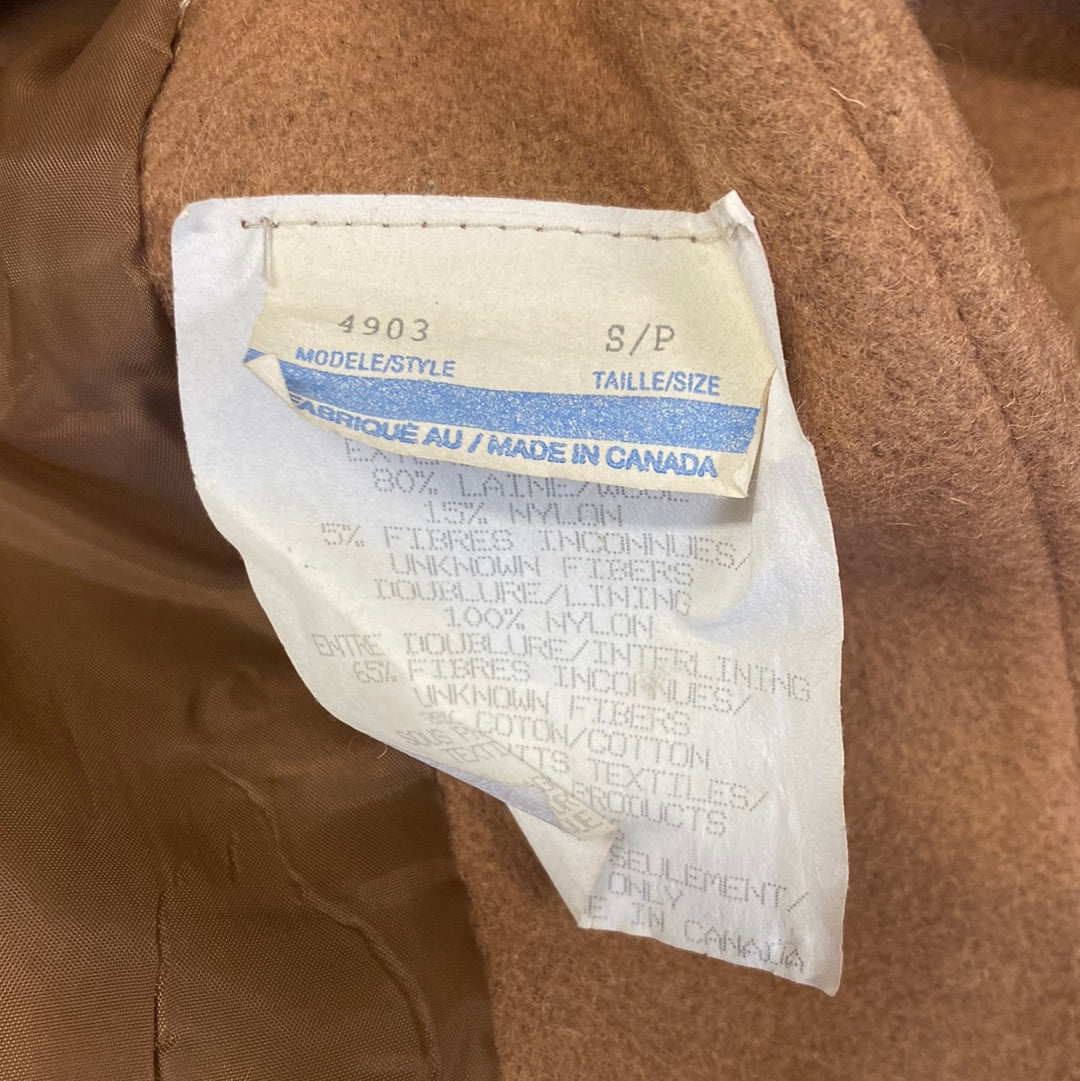 4903 S/P
MODELE/STYLE TAILLE/SIZE
FABRIQUÉ AU / MADE IN CANADA
80% LAINE/WOOL
15% NYLON
5% FIBRES INCONNUES/
UNKNOWN FIBERS
DOUBLURE/LINING
100% NYLON
ENTRE DOUBLURE/INTERLINING
65% FIBRES INCONNUES/
UNKNOWN FIBERS
COTON/COTTON
TEXTILES/
PRODUCTS
SEULEMENT/
ONLY
IN CANADA